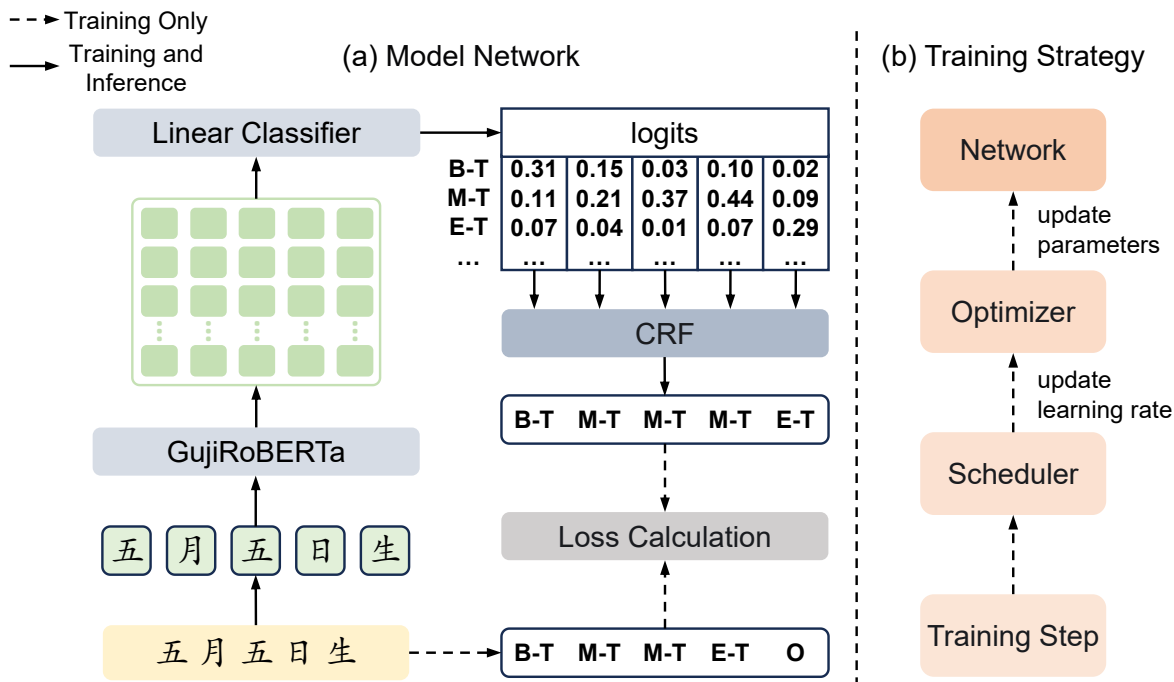 Training Only
Training and
Inference
(a) Model Network
(b) Training Strategy
Linear Classifier
logits
B-T 0.31 0.15 0.03 0.10 0.02
M-T 0.11 0.21 0.37 0.44 0.09
E-T 0.07 0.04 0.01 0.07 0.29
... ... ... ... ... ...
CRF
B-T M-T M-T M-T E-T
GujiRoBERTa
Loss Calculation
五 月 五 日 生
五月五日生
B-T M-T M-T E-T O
Network
update
parameters
Optimizer
update
learning rate
Scheduler
Training Step